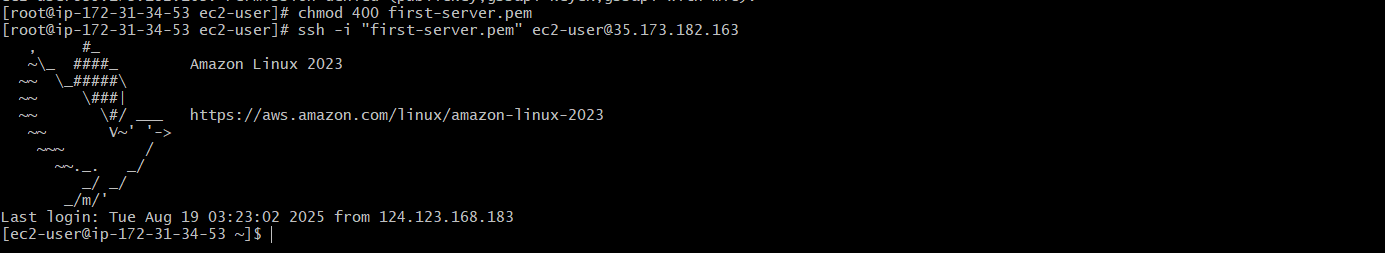 [root@ip-172-31-34-53 ec2-user]# chmod 400 first-server.pem
[root@ip-172-31-34-53 ec2-user]# ssh -i "first-server.pem" ec2-user@35.173.182.163
   ,     #_
   ~\_  ####_        Amazon Linux 2023
  ~~  \_#####\
  ~~     \###|
  ~~       \#/ ___   https://aws.amazon.com/linux/amazon-linux-2023
   ~~       V~' '->
    ~~~         /
      ~~._.   _/
         _/ _/
       _/m/'
Last login: Tue Aug 19 03:23:02 2025 from 124.123.168.183
[ec2-user@ip-172-31-34-53 ~]$